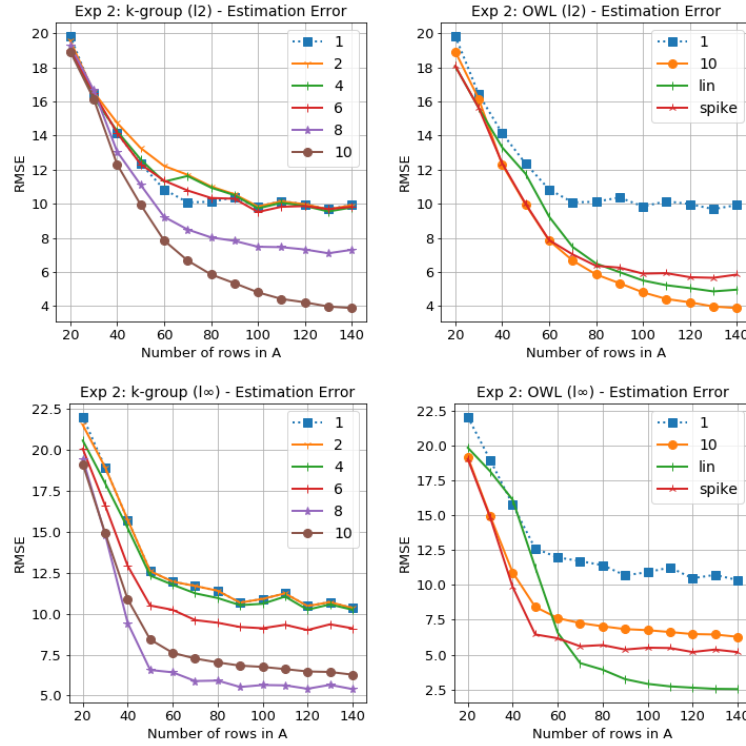 Exp 2: k-group (l2) - Estimation Error
20
18
16
14
12
10
8
6
4
RMSE
1
2
4
6
8
10
20 40 60 80 100 120 140
Number of rows in A
Exp 2: OWL (l2) - Estimation Error
20
18
16
14
12
10
8
6
4
RMSE
1
10
lin
spike
20 40 60 80 100 120 140
Number of rows in A
Exp 2: k-group (l∞) - Estimation Error
22.5
20.0
17.5
15.0
12.5
10.0
7.5
5.0
RMSE
1
2
4
6
8
10
20 40 60 80 100 120 140
Number of rows in A
Exp 2: OWL (l∞) - Estimation Error
22.5
20.0
17.5
15.0
12.5
10.0
7.5
5.0
2.5
RMSE
1
10
lin
spike
20 40 60 80 100 120 140
Number of rows in A